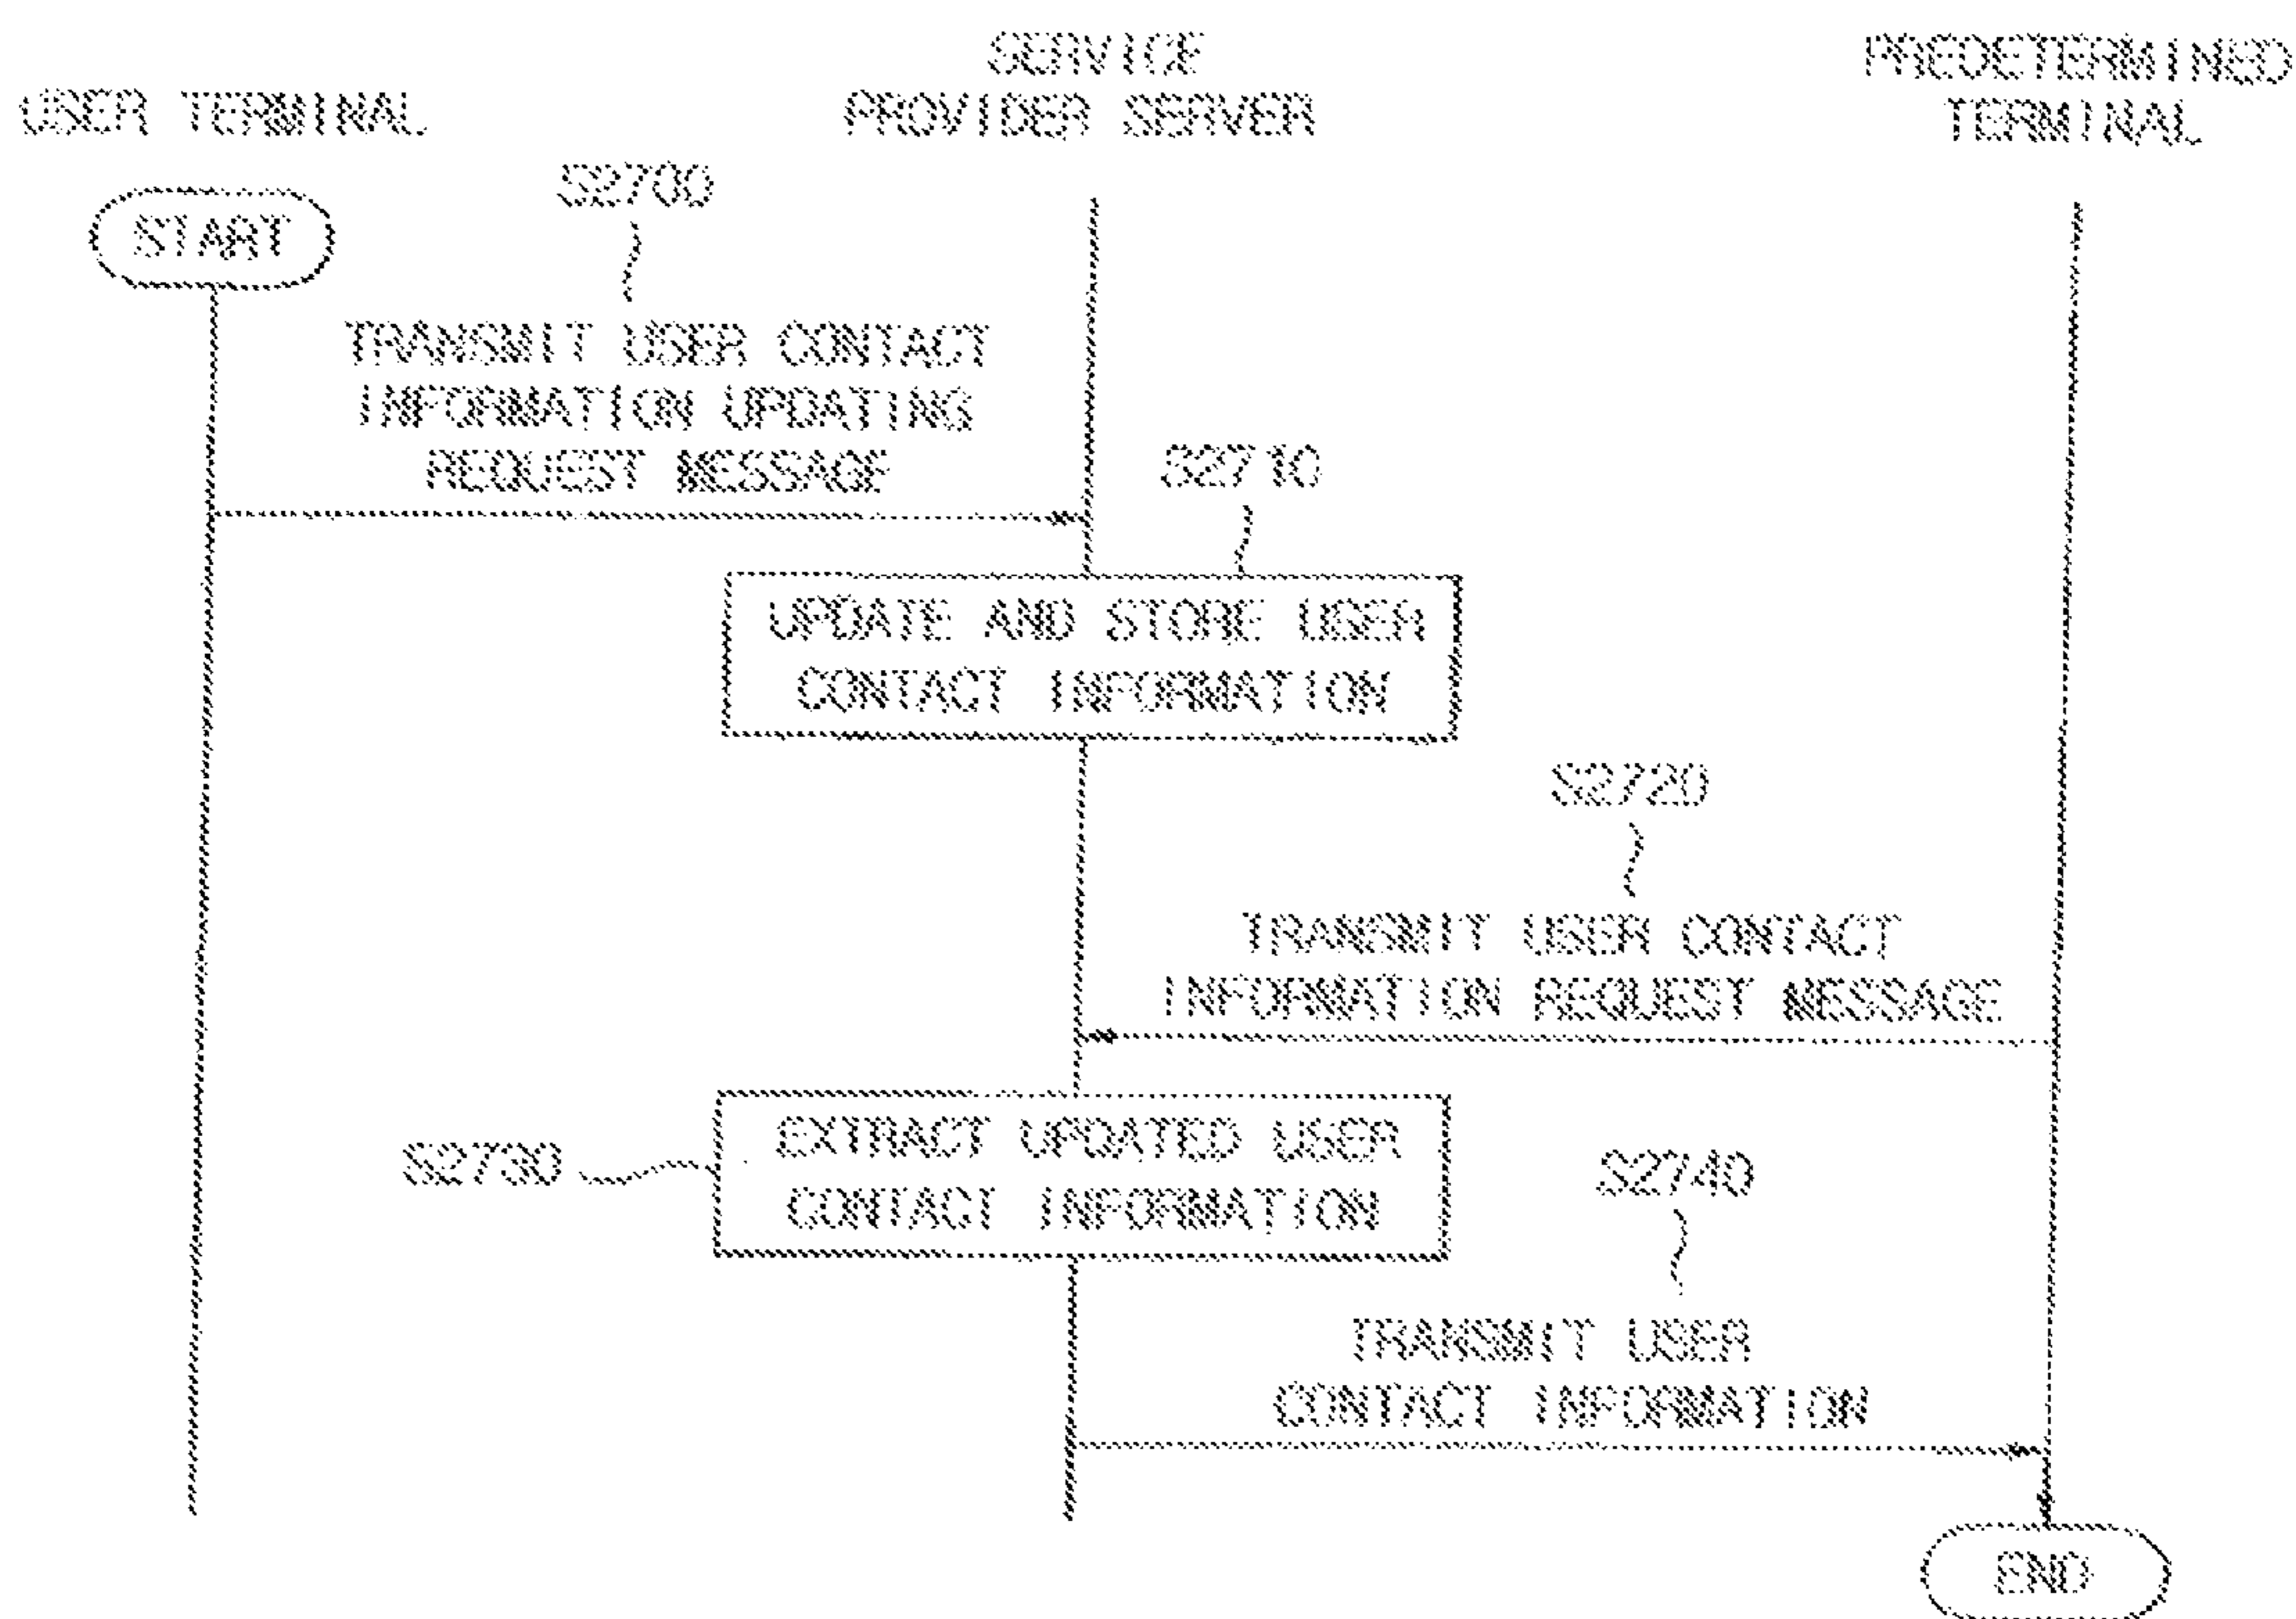 USER TERMINAL
SERVICE
PROVIDER SERVER
PREDETERMINED
TERMINAL
START
S2700
TRANSMIT USER CONTACT
INFORMATION UPDATING
REQUEST MESSAGE
S2710
UPDATE AND STORE USER
CONTACT INFORMATION
S2720
TRANSMIT USER CONTACT
INFORMATION REQUEST MESSAGE
S2730
EXTRACT UPDATED USER
CONTACT INFORMATION
S2740
TRANSMIT USER
CONTACT INFORMATION
END